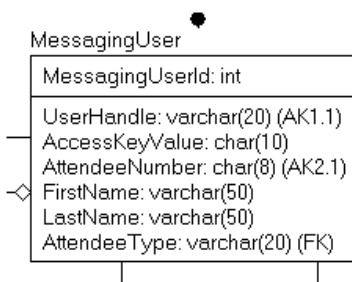 MessagingUser
MessagingUserId: int
UserHandle: varchar(20) (AK1.1)
AccessKeyValue: char(10)
AttendeeNumber: char(8) (AK2.1)
FirstName: varchar(50)
LastName: varchar(50)
AttendeeType: varchar(20) (FK)